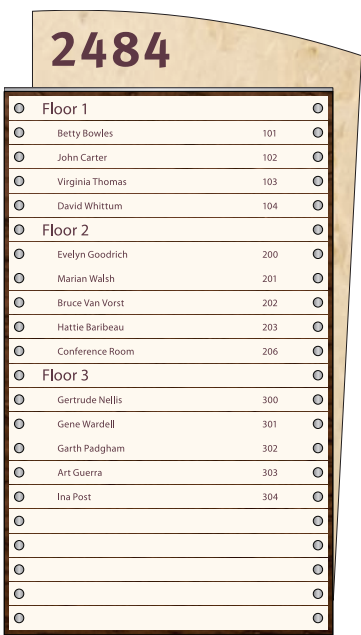 2484
Floor 1
Betty Bowles 101
John Carter 102
Virginia Thomas 103
David Whittum 104
Floor 2
Evelyn Goodrich 200
Marian Walsh 201
Bruce Van Vorst 202
Hattie Baribeau 203
Conference Room 206
Floor 3
Gertrude Nellis 300
Gene Wardell 301
Garth Padgham 302
Art Guerra 303
Ina Post 304